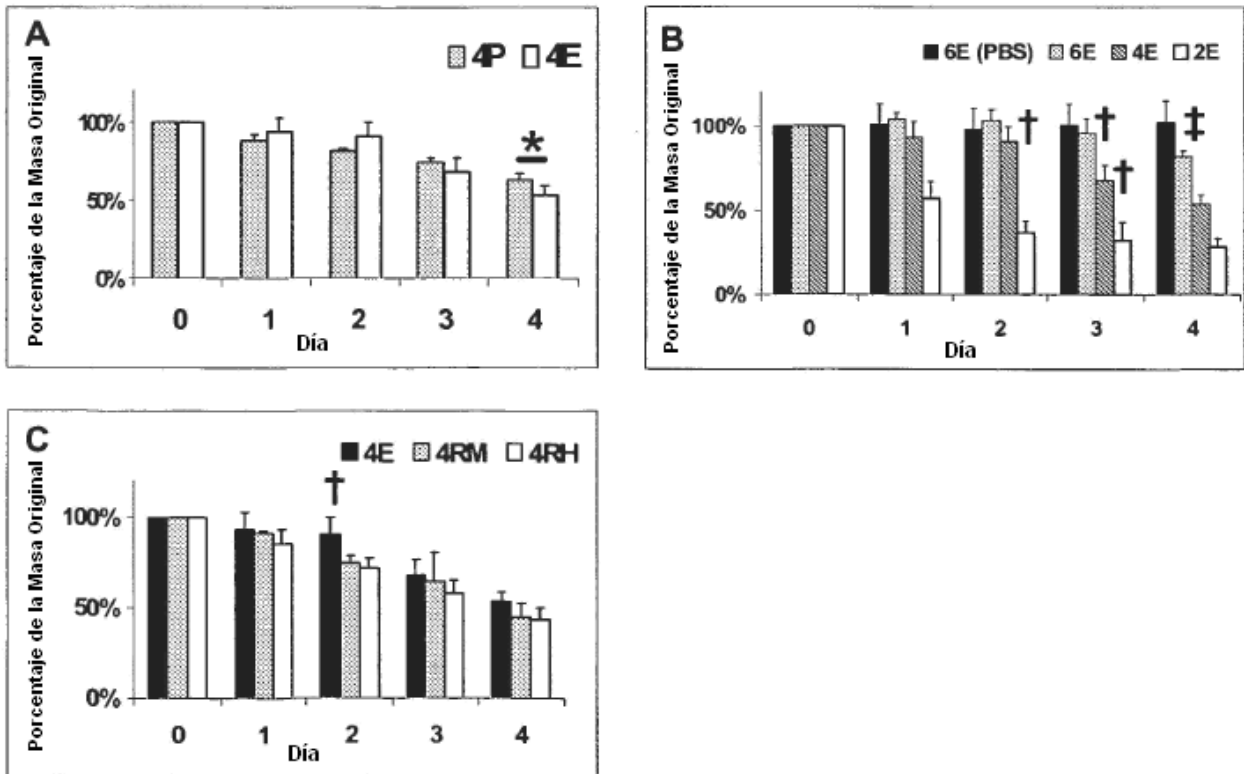 A
4P 4E
Porcentaje de la Masa Original
100%
50%
0%
*
0 1 2 3 4
Día
B
6E (PBS) 6E 4E 2E
Porcentaje de la Masa Original
100%
50%
0%
† † † ‡
0 1 2 3 4
Día
C
4E 4RM 4RH
Porcentaje de la Masa Original
100%
50%
0%
†
0 1 2 3 4
Día